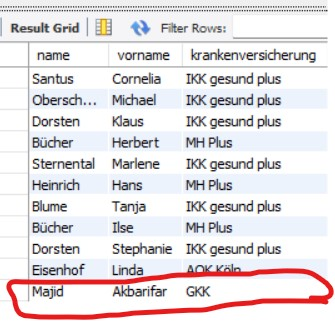 Result Grid Filter Rows:
name vorname krankenversicherung
Santus Cornelia IKK gesund plus
Obersch... Michael IKK gesund plus
Dorsten Klaus IKK gesund plus
Bücher Herbert MH Plus
Sternental Marlene IKK gesund plus
Heinrich Hans MH Plus
Blume Tanja IKK gesund plus
Bücher Ilse MH Plus
Dorsten Stephanie IKK gesund plus
Eisenhof Linda AOK Köln
Majid Akbarifar GKK